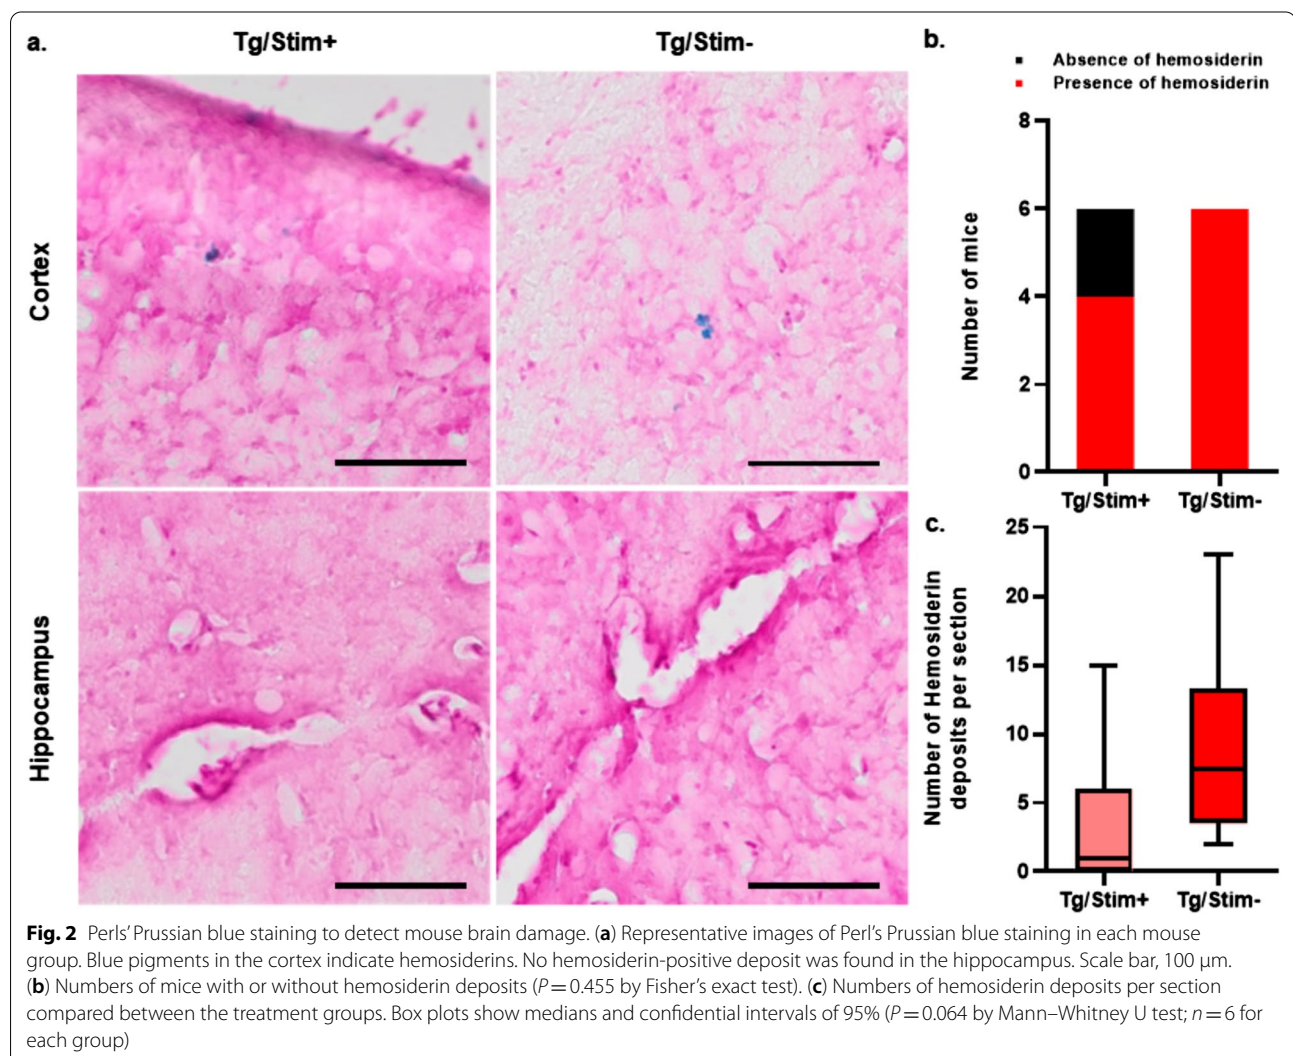 a.
Tg/Stim+
Tg/Stim-
Cortex
Hippocampus
b.
Absence of hemosiderin
Presence of hemosiderin
Number of mice
8
6
4
2
0
Tg/Stim+
Tg/Stim-
c.
Number of Hemosiderin
deposits per section
25
20
15
10
5
0
Tg/Stim+
Tg/Stim-
Fig. 2 Perls' Prussian blue staining to detect mouse brain damage. (a) Representative images of Perl's Prussian blue staining in each mouse
group. Blue pigments in the cortex indicate hemosiderins. No hemosiderin-positive deposit was found in the hippocampus. Scale bar, 100 μm.
(b) Numbers of mice with or without hemosiderin deposits (P = 0.455 by Fisher's exact test). (c) Numbers of hemosiderin deposits per section
compared between the treatment groups. Box plots show medians and confidential intervals of 95% (P = 0.064 by Mann–Whitney U test; n = 6 for
each group)